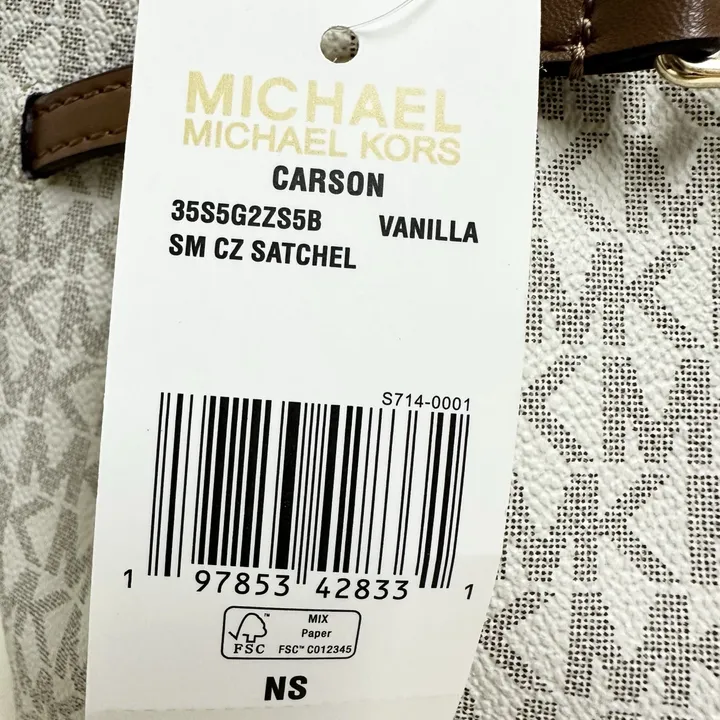 MICHAEL
MICHAEL KORS
CARSON
35S5G2ZS5B VANILLA
SM CZ SATCHEL
S714-0001
1 97853 42833 1
FSC™
MIX
Paper
FSC™ C012345
NS